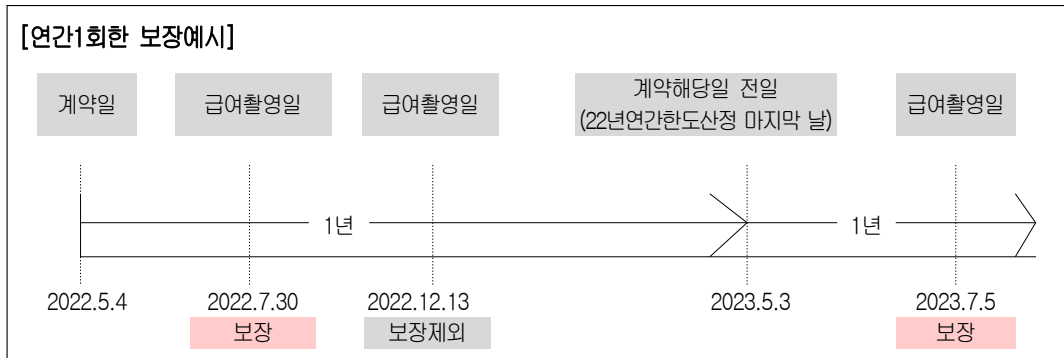 [연간1회한 보장예시]
계약일
급여촬영일
급여촬영일
계약해당일 전일
(22년연간한도산정 마지막 날)
급여촬영일
1년
1년
2022.5.4
2022.7.30
2022.12.13
2023.5.3
2023.7.5
보장
보장제외
보장